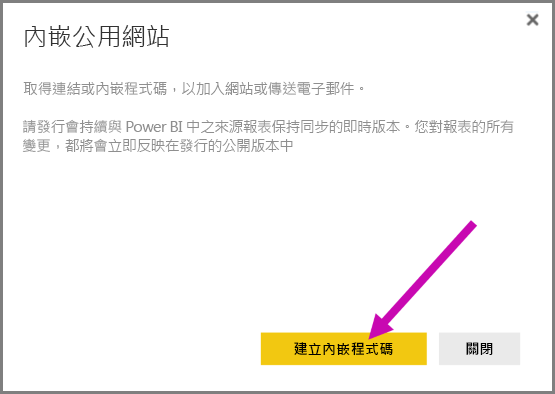 內嵌公用網站
取得連結或內嵌程式碼，以加入網站或傳送電子郵件。
請發行會持續與 Power BI 中之來源報表保持同步的即時版本。您對報表的所有
變更，都將會立即反映在發行的公開版本中
建立內嵌程式碼
關閉